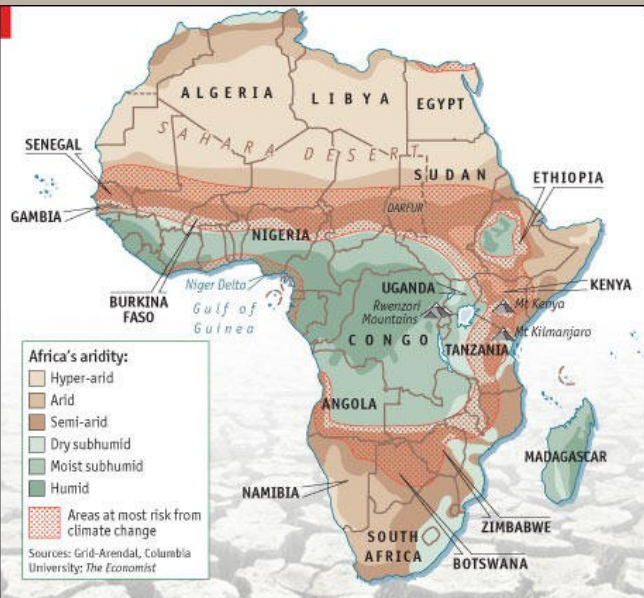 ALGERIA
LIBYA
EGYPT
SAHARA DESERT
SENEGAL
SUDAN
ETHIOPIA
DARFUR
GAMBIA
NIGERIA
BURKINA
FASO
Niger Delta
Gulf of
Guinea
UGANDA
KENYA
Rwenzori
Mountains
Mt Kenya
CONGO
Mt Kilmanjaro
TANZANIA
ANGOLA
MADAGASCAR
NAMIBIA
ZIMBABWE
SOUTH
AFRICA
BOTSWANA
Africa's aridity:
Hyper-arid
Arid
Semi-arid
Dry subhumid
Moist subhumid
Humid
Areas at most risk from
climate change
Sources: Grid-Arendal, Columbia
University; The Economist